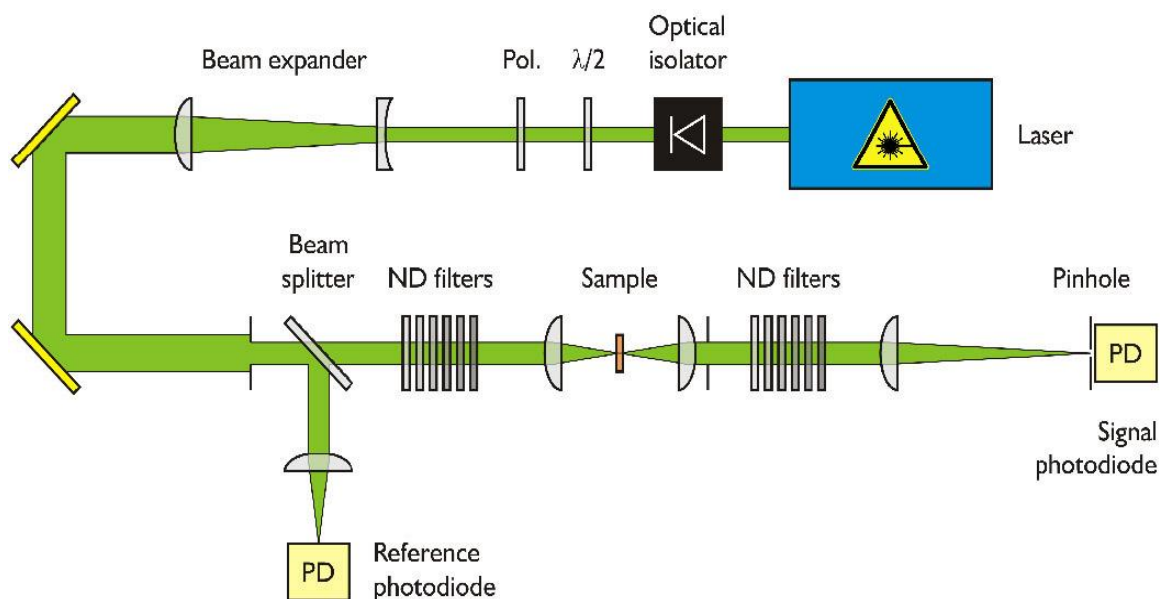 Beam expander
Pol.
λ/2
Optical
isolator
Laser
Beam
splitter
ND filters
Sample
ND filters
Pinhole
PD
Signal
photodiode
PD
Reference
photodiode